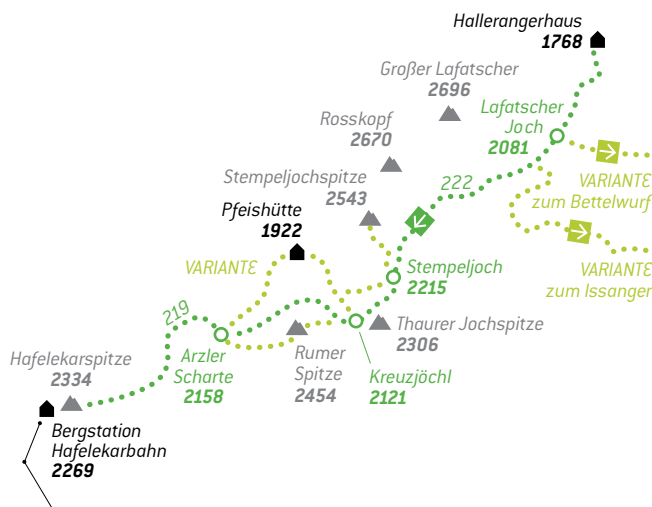 Hallerangerhaus
1768
Großer Lafatscher
2696
Lafatscher
Joch
2081
Rosskopf
2670
VARIANTE
zum Bettelwurf
Stempeljochspitze
2543
222
Pfeishütte
1922
VARIANTE
Stempeljoch
2215
VARIANTE
zum Issanger
219
Thaurer Jochspitze
2306
Hafelekarspitze
2334
Arzler
Scharte
2158
Rumer
Spitze
2454
Kreuzjöchl
2121
Bergstation
Hafelekarbahn
2269